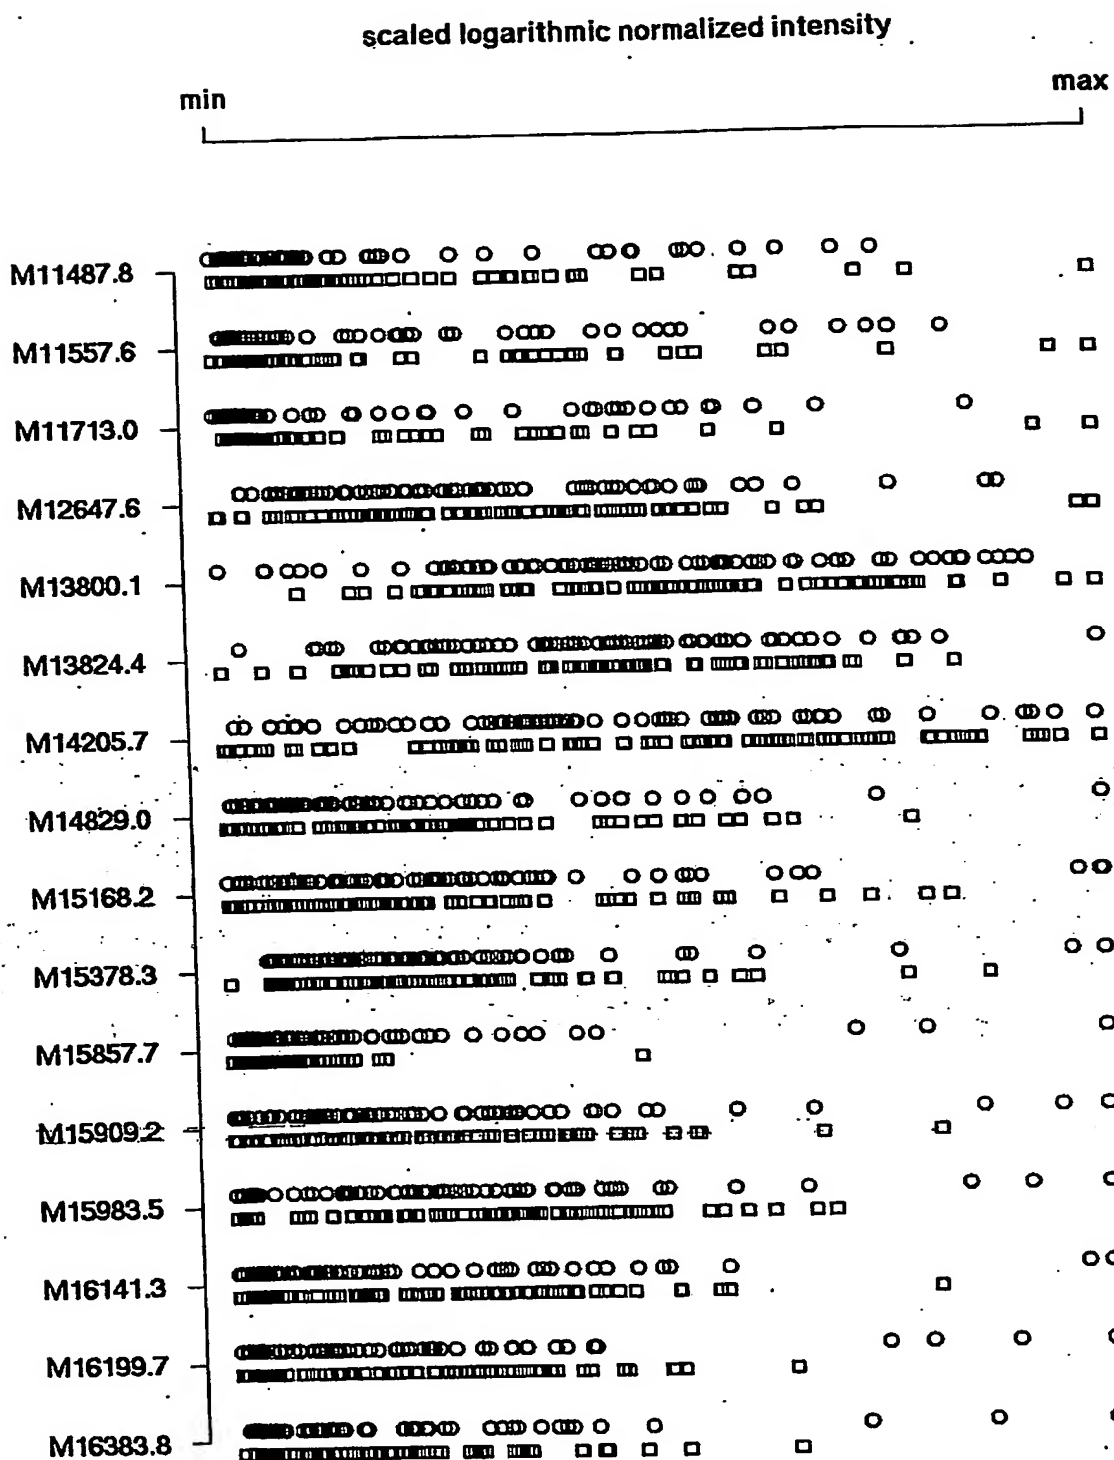 scaled logarithmic normalized intensity
min
max
M11487.8
M11557.6
M11713.0
M12647.6
M13800.1
M13824.4
M14205.7
M14829.0
M15168.2
M15378.3
M15857.7
M15909.2
M15983.5
M16141.3
M16199.7
M16383.8